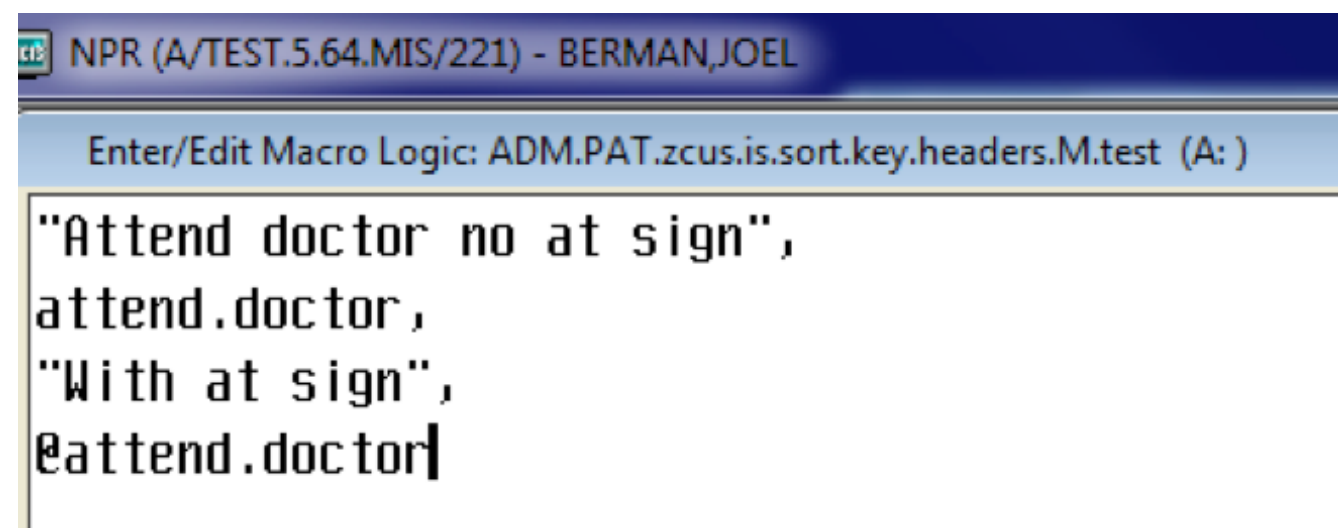 NPR (A/TEST.5.64.MIS/221) - BERMAN,JOEL
Enter/Edit Macro Logic: ADM.PAT.zcus.is.sort.key.headers.M.test (A: )
"Attend doctor no at sign",
attend.doctor,
"With at sign",
@attend.doctor